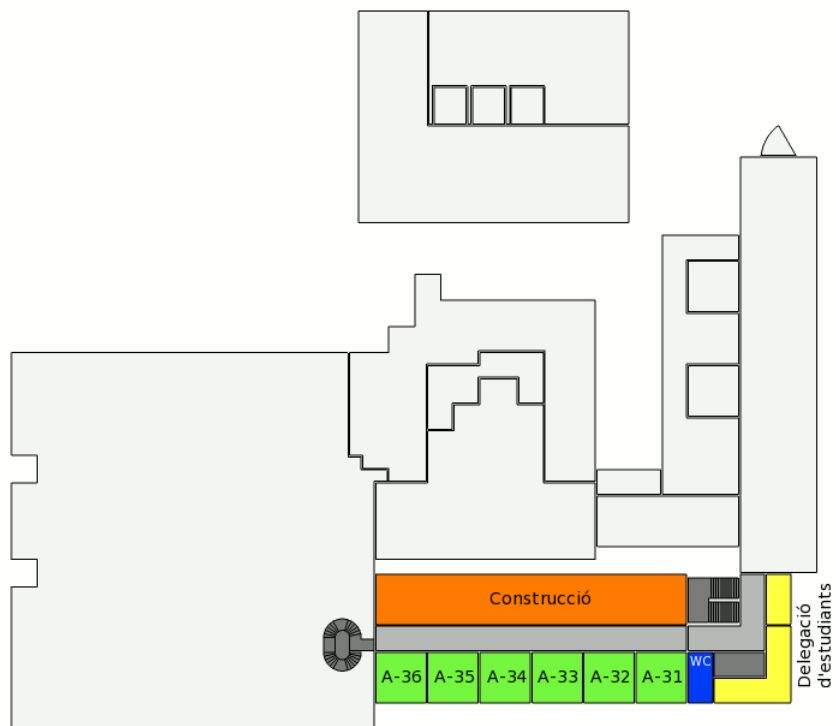 Construcció
WC
A-36 A-35 A-34 A-33 A-32 A-31
Delegació
d'estudiants